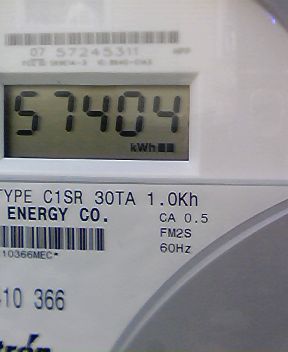 07 57245311
57404
kWh
TYPE C1SR 30TA 1.0Kh
ENERGY CO.
CA 0.5
FM2S
60Hz
10366MEC*
10 366
trón